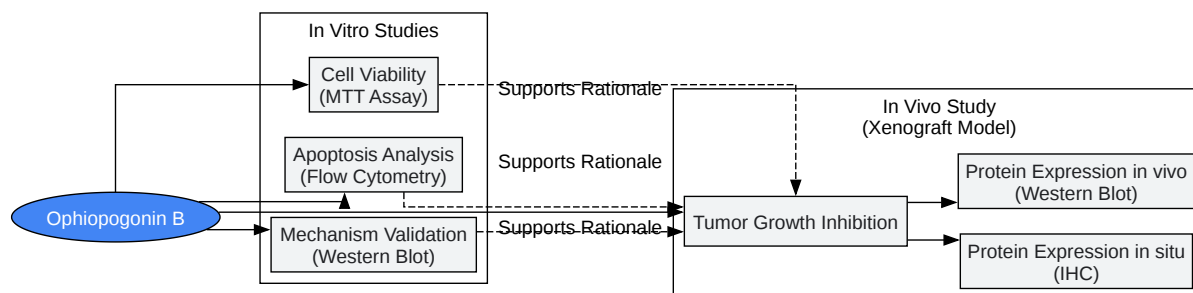 In Vitro Studies
Cell Viability
(MTT Assay)
Supports Rationale
In Vivo Study
(Xenograft Model)
Apoptosis Analysis
(Flow Cytometry)
Supports Rationale
Protein Expression in vivo
(Western Blot)
Ophiopogonin B
Mechanism Validation
(Western Blot)
Supports Rationale
Tumor Growth Inhibition
Protein Expression in situ
(IHC)